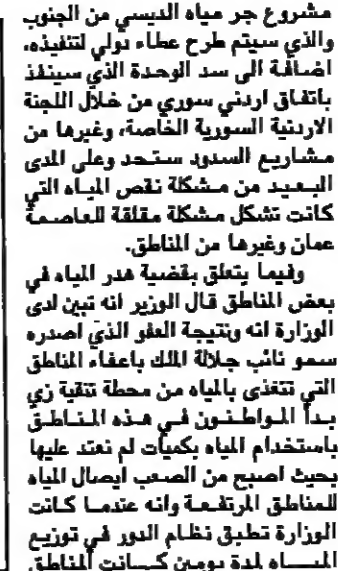 مشروع جر مياه الديسي من الجنوب
والذي سيتم طرح عطاء دولي لتنفيذه،
اضافة الى سد الوحدة الذي سينفذ
باتفاق اردني سوري من خلال اللجنة
الاردنية السورية الخاصة، وغيرها من
مشاريع السدود ستحد وعلى المدى
البعيد من مشكلة نقص المياه التي
كانت تشكل مشكلة مقلقة للعاصمة
عمان وغيرها من المناطق.
وفيما يتعلق بقضية هدر المياه في
بعض المناطق قال الوزير انه تبين لدى
الوزارة انه ونتيجة العفو الذي اصدره
سمو نائب جلالة الملك باعفاء المناطق
التي تتغذى بالمياه من محطة تنقية زي
بدأ المواطنون في هذه المناطق
باستخدام المياه بكميات لم نعتد عليها
بحيث اصبح من الصعب ايصال المياه
للمناطق المرتفعة وانه عندما كانت
الوزارة تطبق نظام الدور في توزيع
المياه لمدة يومين كانت المناطق